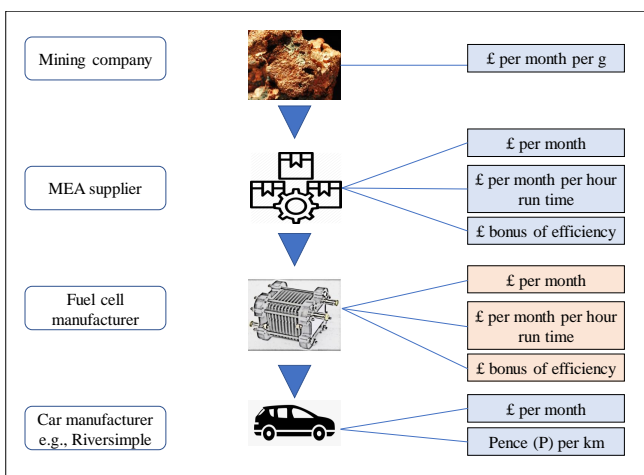 Mining company
£ per month per g
MEA supplier
£ per month
£ per month per hour
run time
£ bonus of efficiency
Fuel cell
manufacturer
£ per month
£ per month per hour
run time
£ bonus of efficiency
Car manufacturer
e.g., Riversimple
£ per month
Pence (P) per km